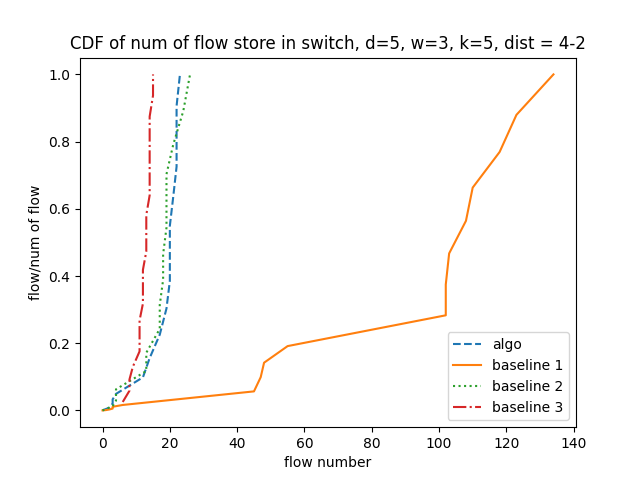 CDF of num of flow store in switch, d=5, w=3, k=5, dist = 4-2
1.0
0.8
0.6
0.4
0.2
0.0
flow/num of flow
algo
baseline 1
baseline 2
baseline 3
0 20 40 60 80 100 120 140
flow number